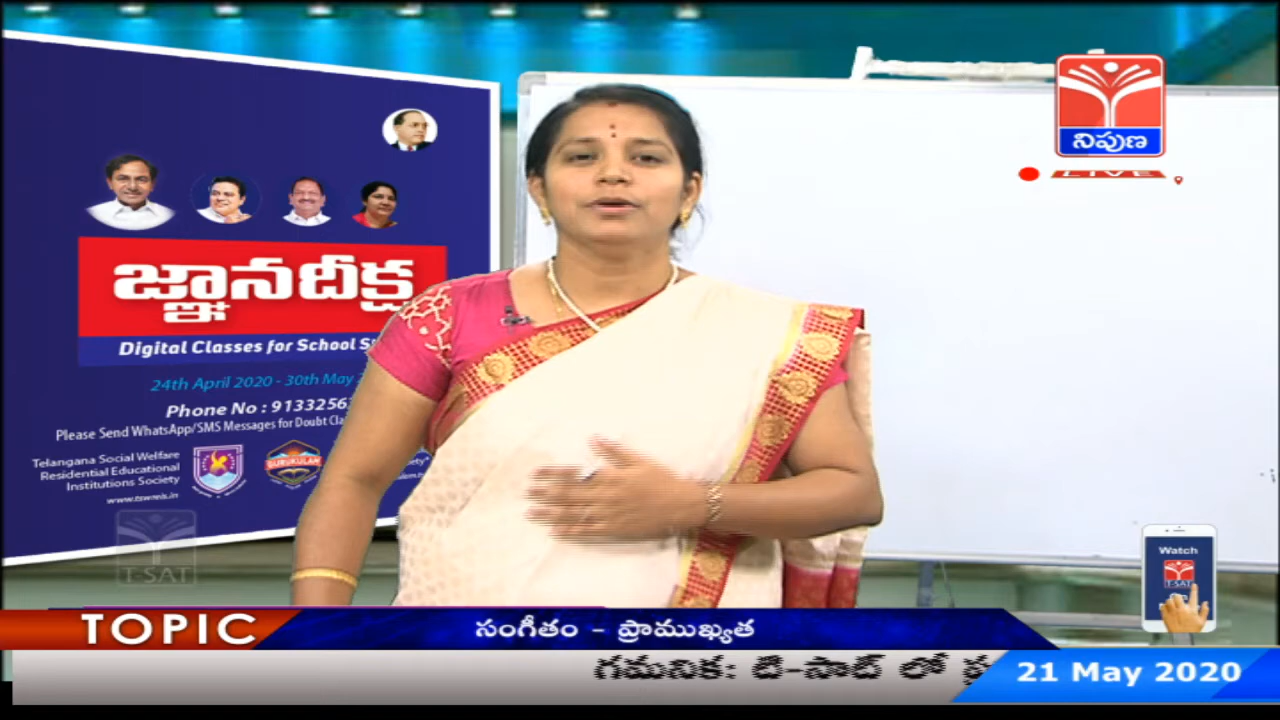 నిపుణ
LIVE
జ్ఞానదీక్ష
Digital Classes for School
24th April 2020 - 30th May
Phone No :
Please Send WhatsApp/SMS Messages for Doubt
Telangana Social Welfare
Residential Educational
Institutions Society
www.tswreis.in
GURUKULAM
T-SAT
Watch
T-SAT
TOPIC
సంగీతం - ప్రాముఖ్యత
గమనిక: టి-సాట్ లో
21 May 2020